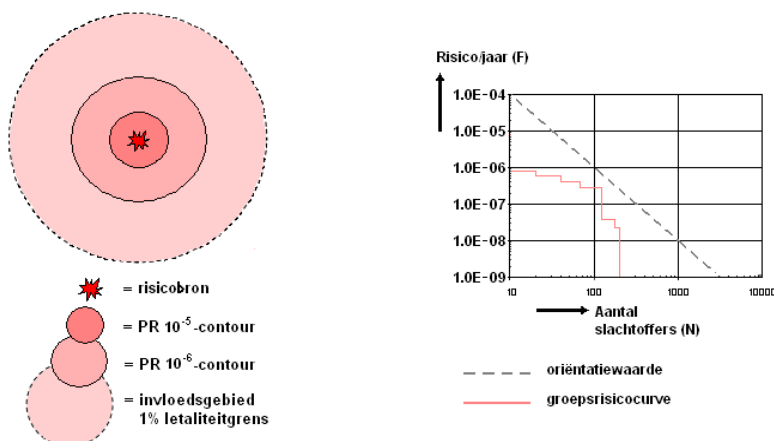 = risicobron
= PR 10-5-contour
= PR 10-6-contour
= invloedsgebied
1% letaliteitgrens
Risico/jaar (F)
1.0E-04
1.0E-05
1.0E-06
1.0E-07
1.0E-08
1.0E-09
10
100
1000
10000
Aantal
slachtoffers (N)
oriëntatiewaarde
groepsrisicocurve